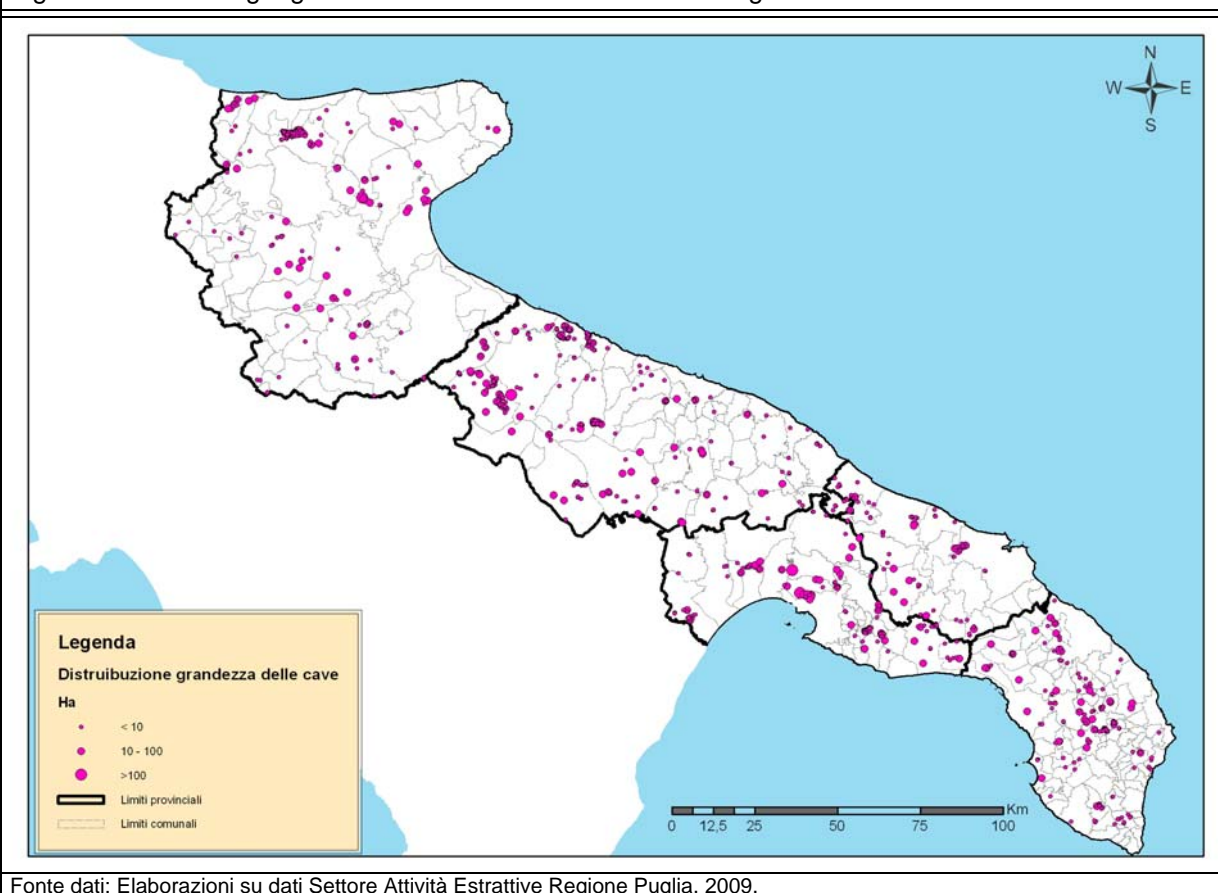 N
W E
S
Legenda
Distruibuzione grandezza delle cave
Ha
< 10
10 - 100
>100
Limiti provinciali
Limiti comunali
Km
0 12,5 25 50 75 100
Fonte dati: Elaborazioni su dati Settore Attività Estrattive Regione Puglia, 2009.